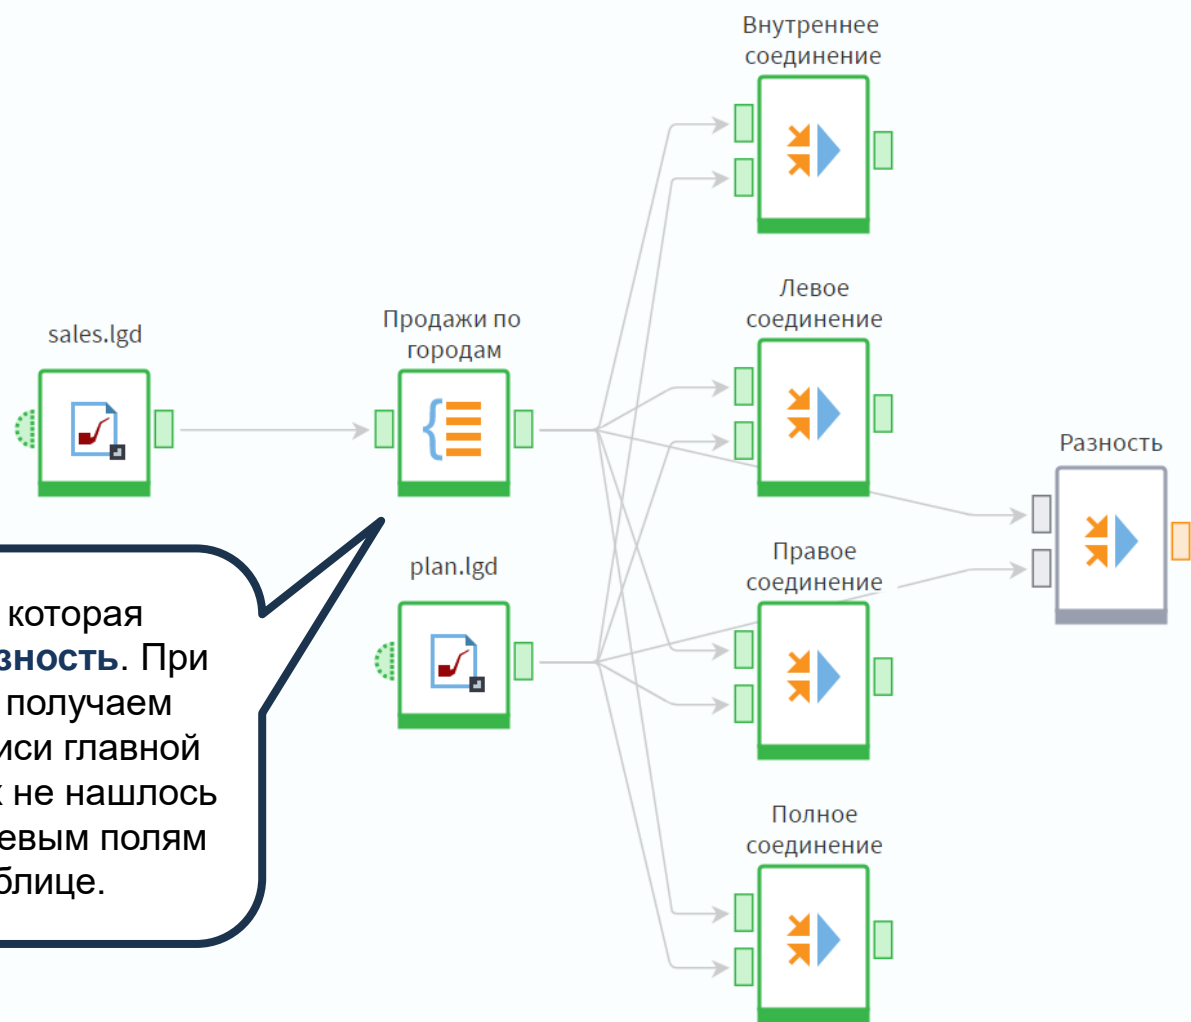 Внутреннее
соединение
Левое
соединение
sales.lgd
Продажи по
городам
Разность
plan.lgd
Правое
соединение
которая
зность. При
получаем
иси главной
не нашлось
евым полям
блице.
Полное
соединение